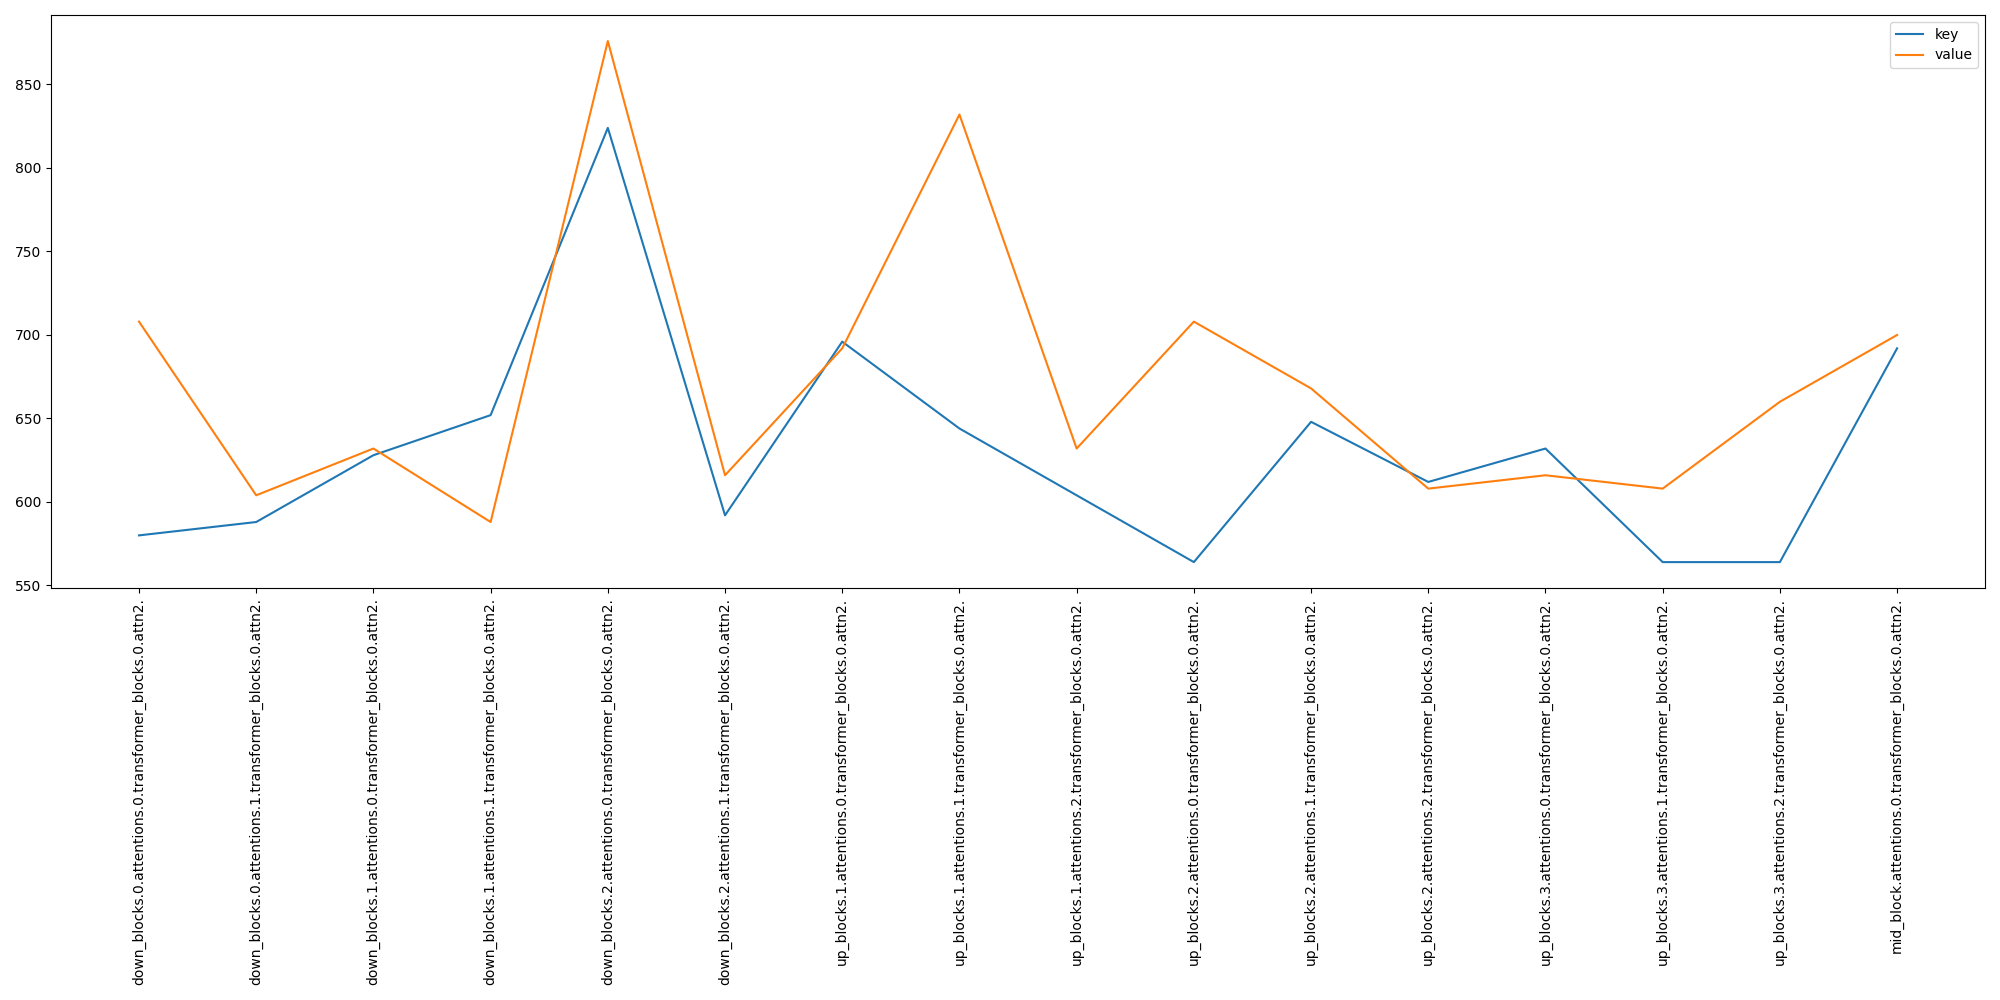 key
value
850
800
750
700
650
600
550
down_blocks.0.attentions.0.transformer_blocks.0.attn2.
down_blocks.0.attentions.1.transformer_blocks.0.attn2.
down_blocks.1.attentions.0.transformer_blocks.0.attn2.
down_blocks.1.attentions.1.transformer_blocks.0.attn2.
down_blocks.2.attentions.0.transformer_blocks.0.attn2.
down_blocks.2.attentions.1.transformer_blocks.0.attn2.
up_blocks.1.attentions.0.transformer_blocks.0.attn2.
up_blocks.1.attentions.1.transformer_blocks.0.attn2.
up_blocks.1.attentions.2.transformer_blocks.0.attn2.
up_blocks.2.attentions.0.transformer_blocks.0.attn2.
up_blocks.2.attentions.1.transformer_blocks.0.attn2.
up_blocks.2.attentions.2.transformer_blocks.0.attn2.
up_blocks.3.attentions.0.transformer_blocks.0.attn2.
up_blocks.3.attentions.1.transformer_blocks.0.attn2.
up_blocks.3.attentions.2.transformer_blocks.0.attn2.
mid_block.attentions.0.transformer_blocks.0.attn2.